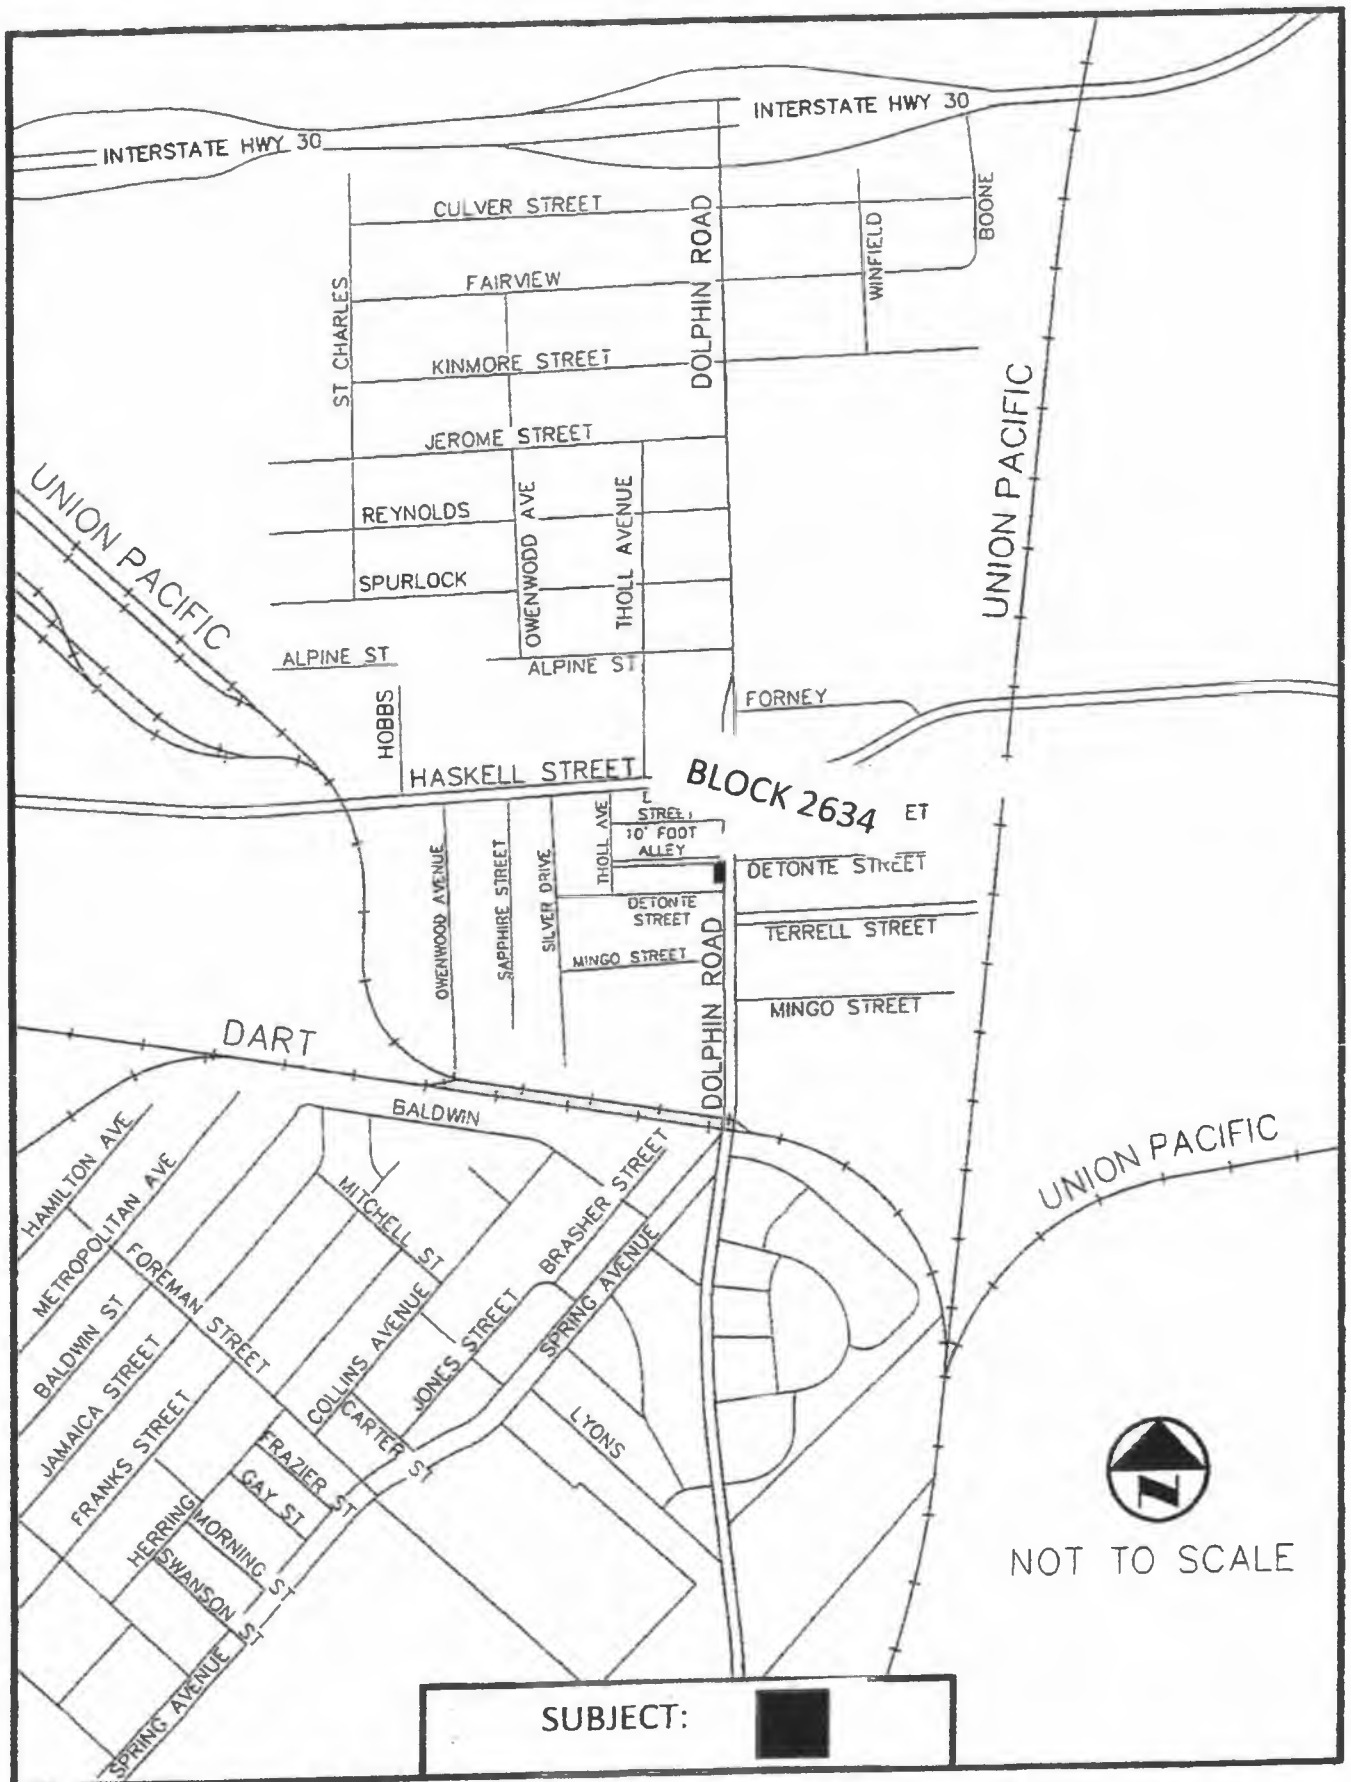 INTERSTATE HWY 30
INTERSTATE HWY 30
CULVER STREET
DOLPHIN ROAD
WINFIELD
BOONE
FAIRVIEW
ST CHARLES
KINMORE STREET
JEROME STREET
UNION PACIFIC
UNION PACIFIC
REYNOLDS
OWENWODD AVE
THOLL AVENUE
SPURLOCK
ALPINE ST
ALPINE ST
HOBBS
FORNEY
HASKELL STREET
BLOCK 2634
ET
STREET
10' FOOT
ALLEY
THOLL AVE
OWENWOOD AVENUE
SAPPHIRE STREET
SILVER DRIVE
DETONTE STREET
DETONTE
STREET
TERRELL STREET
MINGO STREET
DOLPHIN ROAD
MINGO STREET
DART
BALDWIN
HAMILTON AVE
METROPOLITAN AVE
MITCHELL ST
BRASHER STREET
UNION PACIFIC
FOREMAN STREET
BALDWIN ST
JAMAICA STREET
FRANKS STREET
COLLINS AVENUE
JONES STREET
SPRING AVENUE
CARTER ST
LYONS
FRAZIER ST
GAY ST
HERRING
MORNING ST
SWANSON ST
SPRING AVENUE
NOT TO SCALE
SUBJECT: